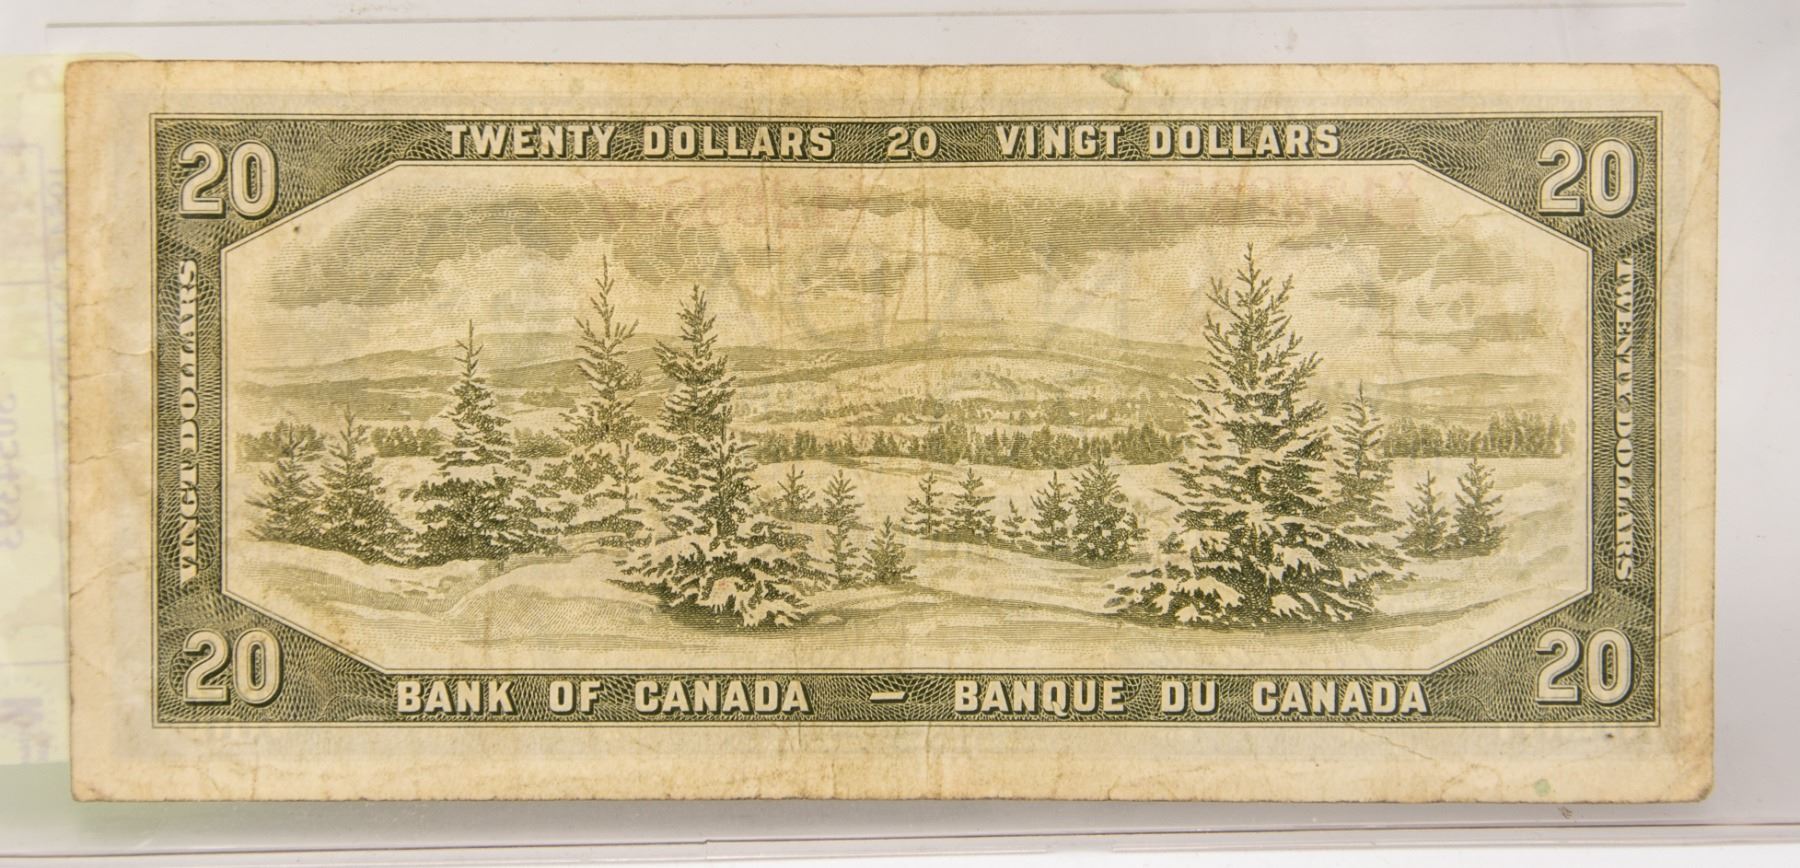 TWENTY DOLLARS 20 VINGT DOLLARS
20
20
VINGT DOLLARS
TWENTY DOLLARS
20
20
BANK OF CANADA — BANQUE DU CANADA